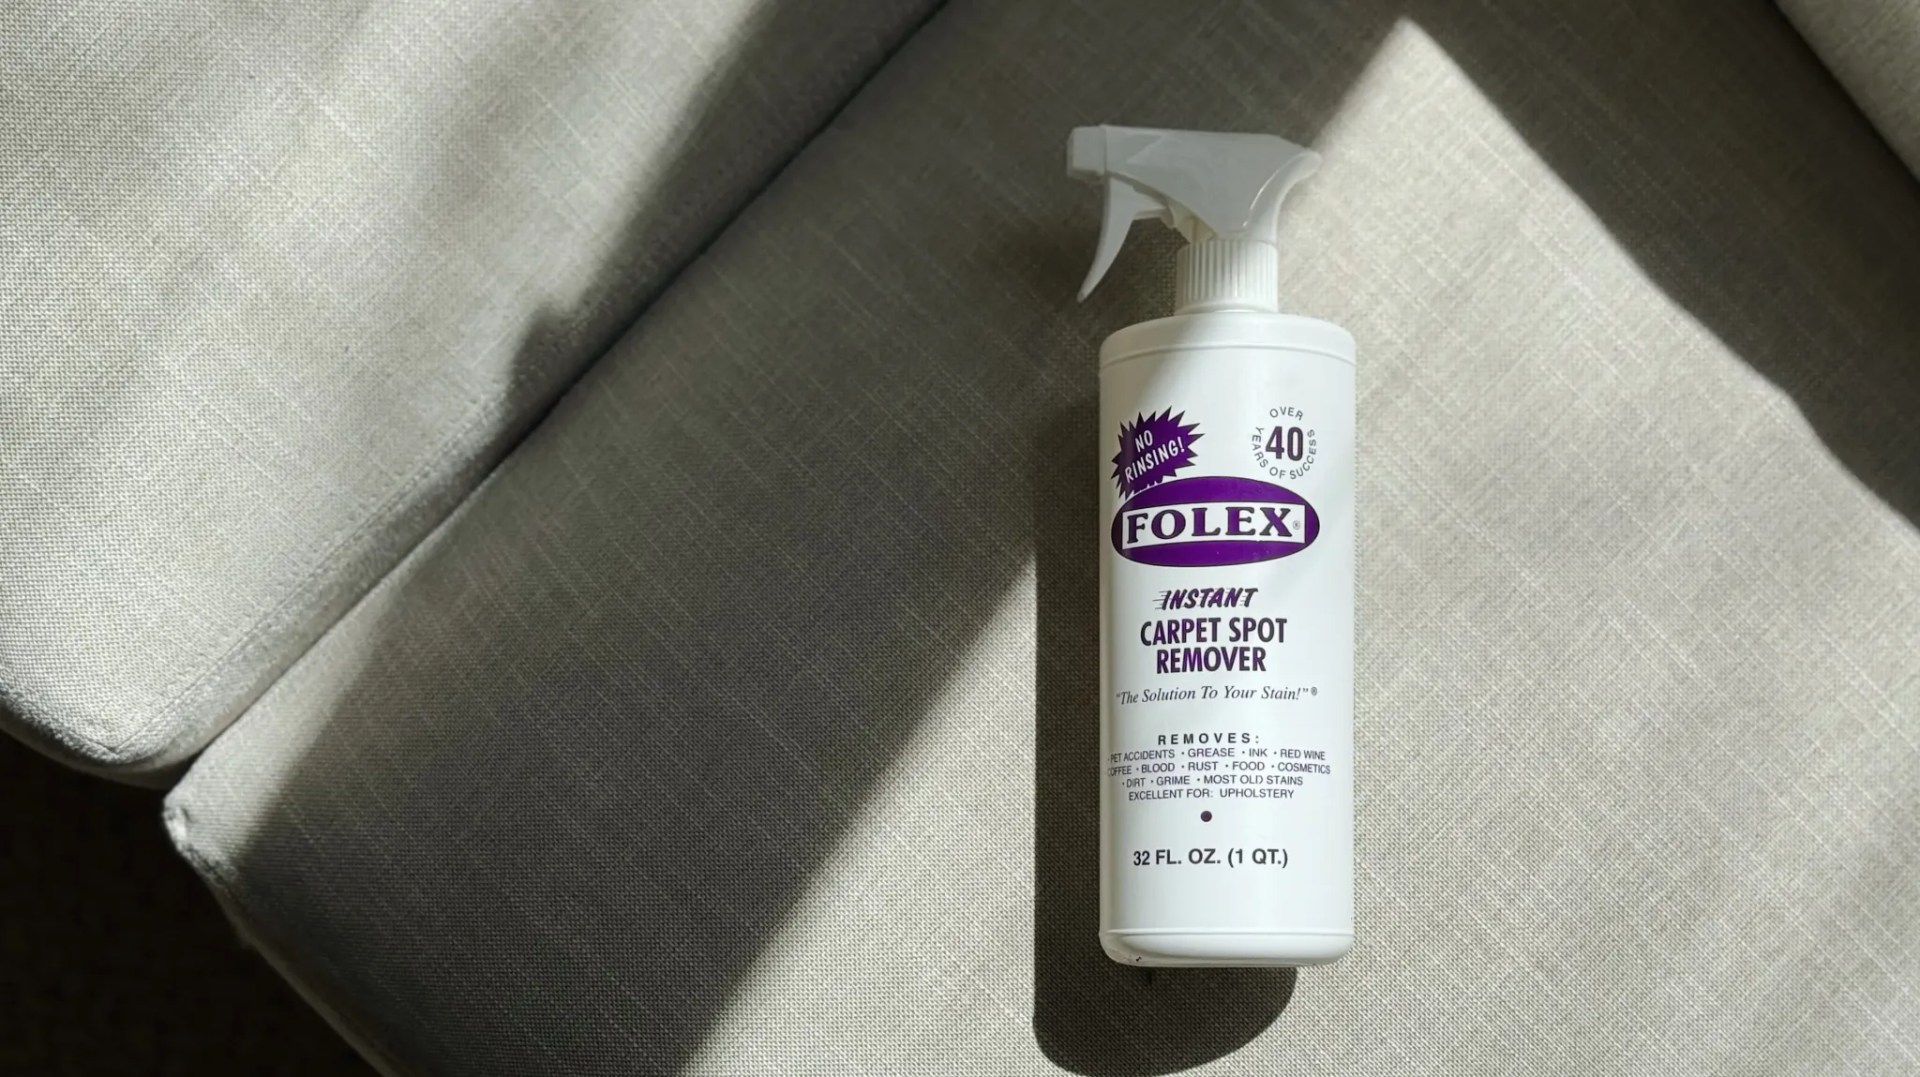 NO
RINSING!
OVER
40
YEARS OF SUCCESS
FOLEX®
INSTANT
CARPET SPOT
REMOVER
"The Solution To Your Stain!"®
REMOVES:
PET ACCIDENTS • GREASE • INK • RED WINE
• BLOOD • RUST • FOOD • COSMETICS
• DIRT • GRIME • MOST OLD STAINS
EXCELLENT FOR: UPHOLSTERY
32 FL. OZ. (1 QT.)